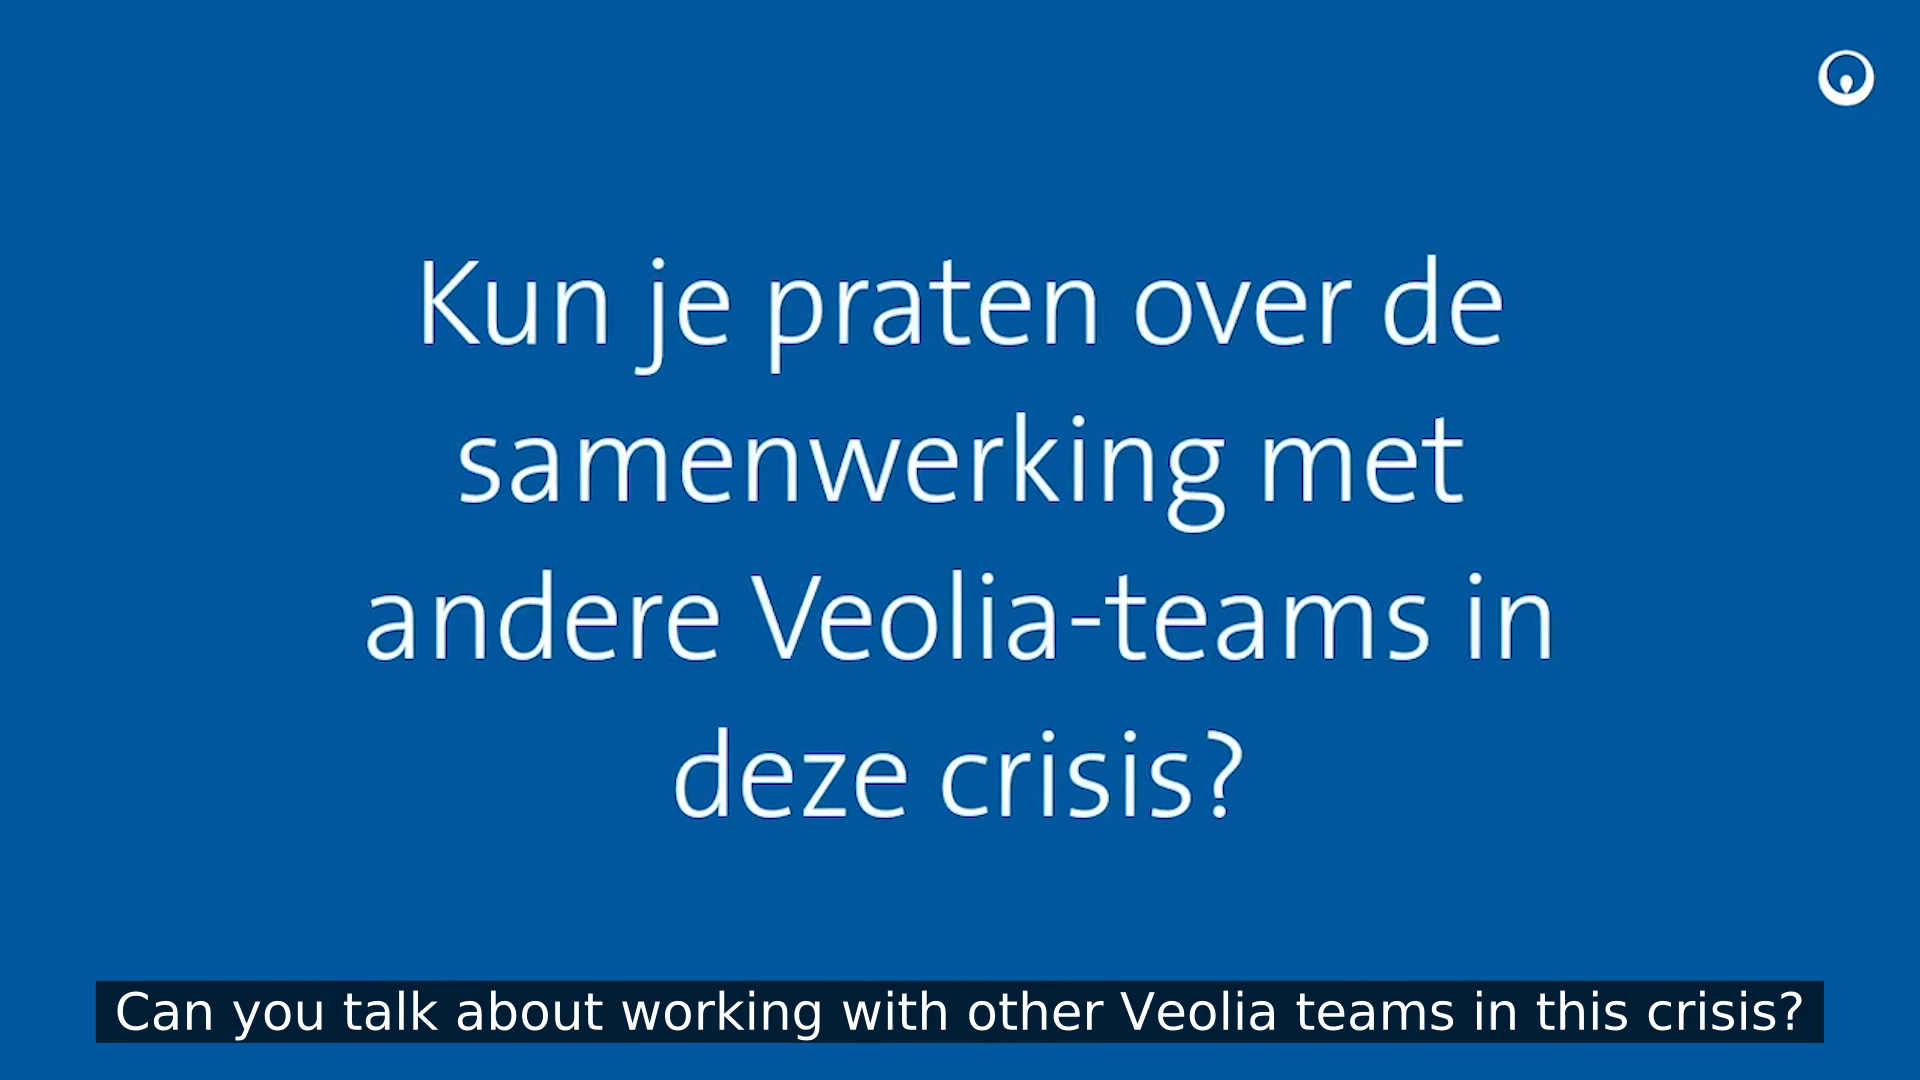 Kun je praten over de
samenwerking met
andere Veolia-teams in
deze crisis?
Can you talk about working with other Veolia teams in this crisis?